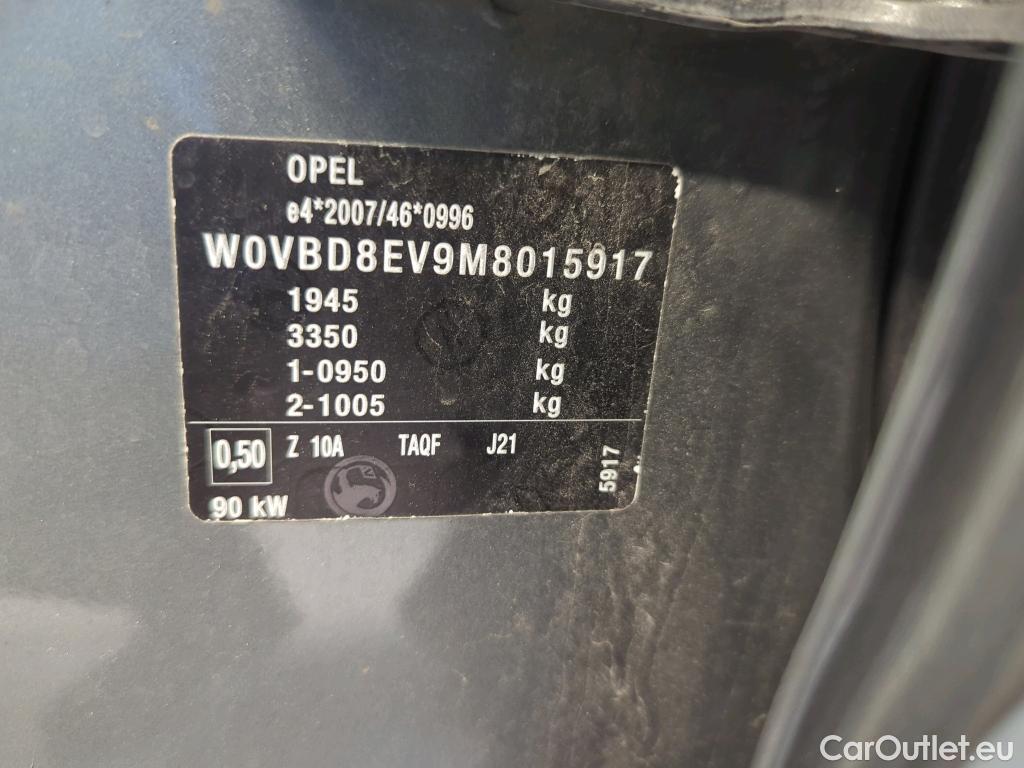 OPEL
e4*2007/46*0996
W0VBD8EV9M8015917
1945 kg
3350 kg
1-0950 kg
2-1005 kg
0,50 Z 10A TAQF J21
5917
90 kW
CarOutlet.eu